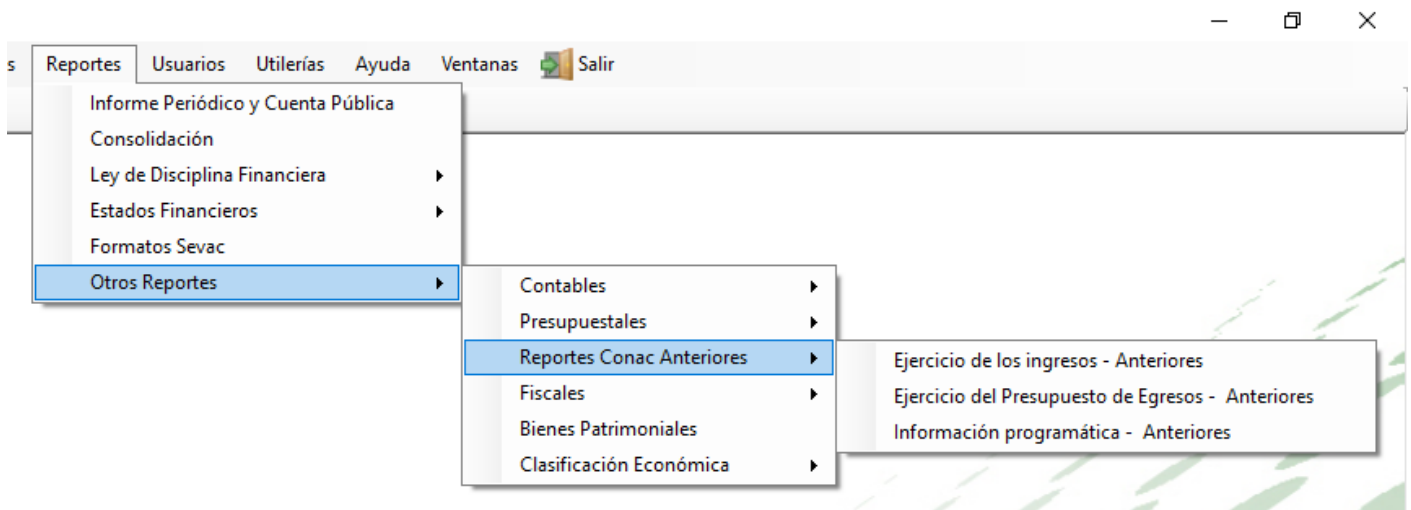 s Reportes Usuarios Utilerías Ayuda Ventanas Salir
Informe Periódico y Cuenta Pública
Consolidación
Ley de Disciplina Financiera
Estados Financieros
Formatos Sevac
Otros Reportes
Contables
Presupuestales
Reportes Conac Anteriores
Fiscales
Bienes Patrimoniales
Clasificación Económica
Ejercicio de los ingresos - Anteriores
Ejercicio del Presupuesto de Egresos -  Anteriores
Información programática -  Anteriores